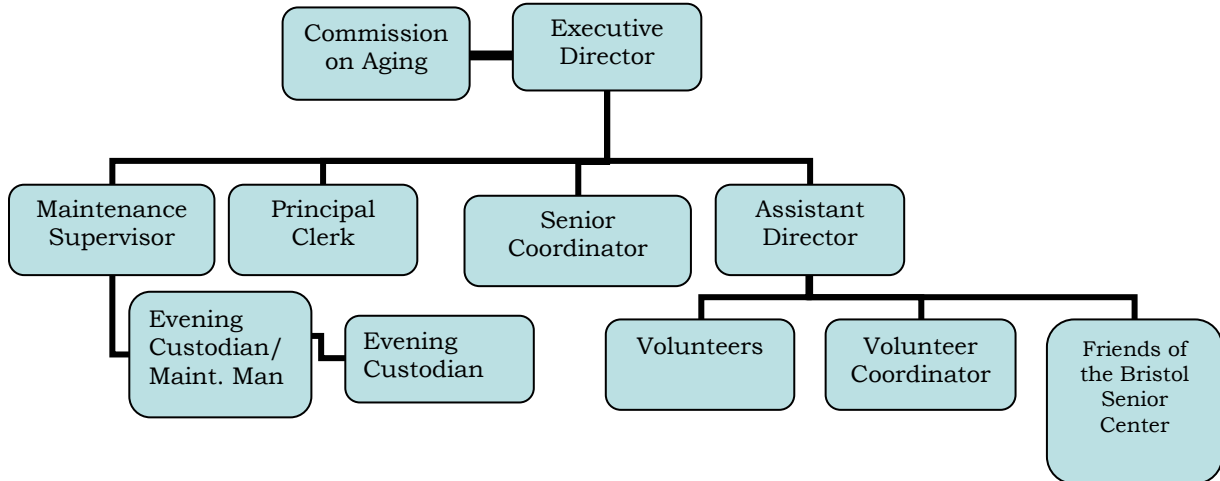 Commission
on Aging
Executive
Director
Maintenance
Supervisor
Principal
Clerk
Senior
Coordinator
Assistant
Director
Evening
Custodian/
Maint. Man
Evening
Custodian
Volunteers
Volunteer
Coordinator
Friends of
the Bristol
Senior
Center